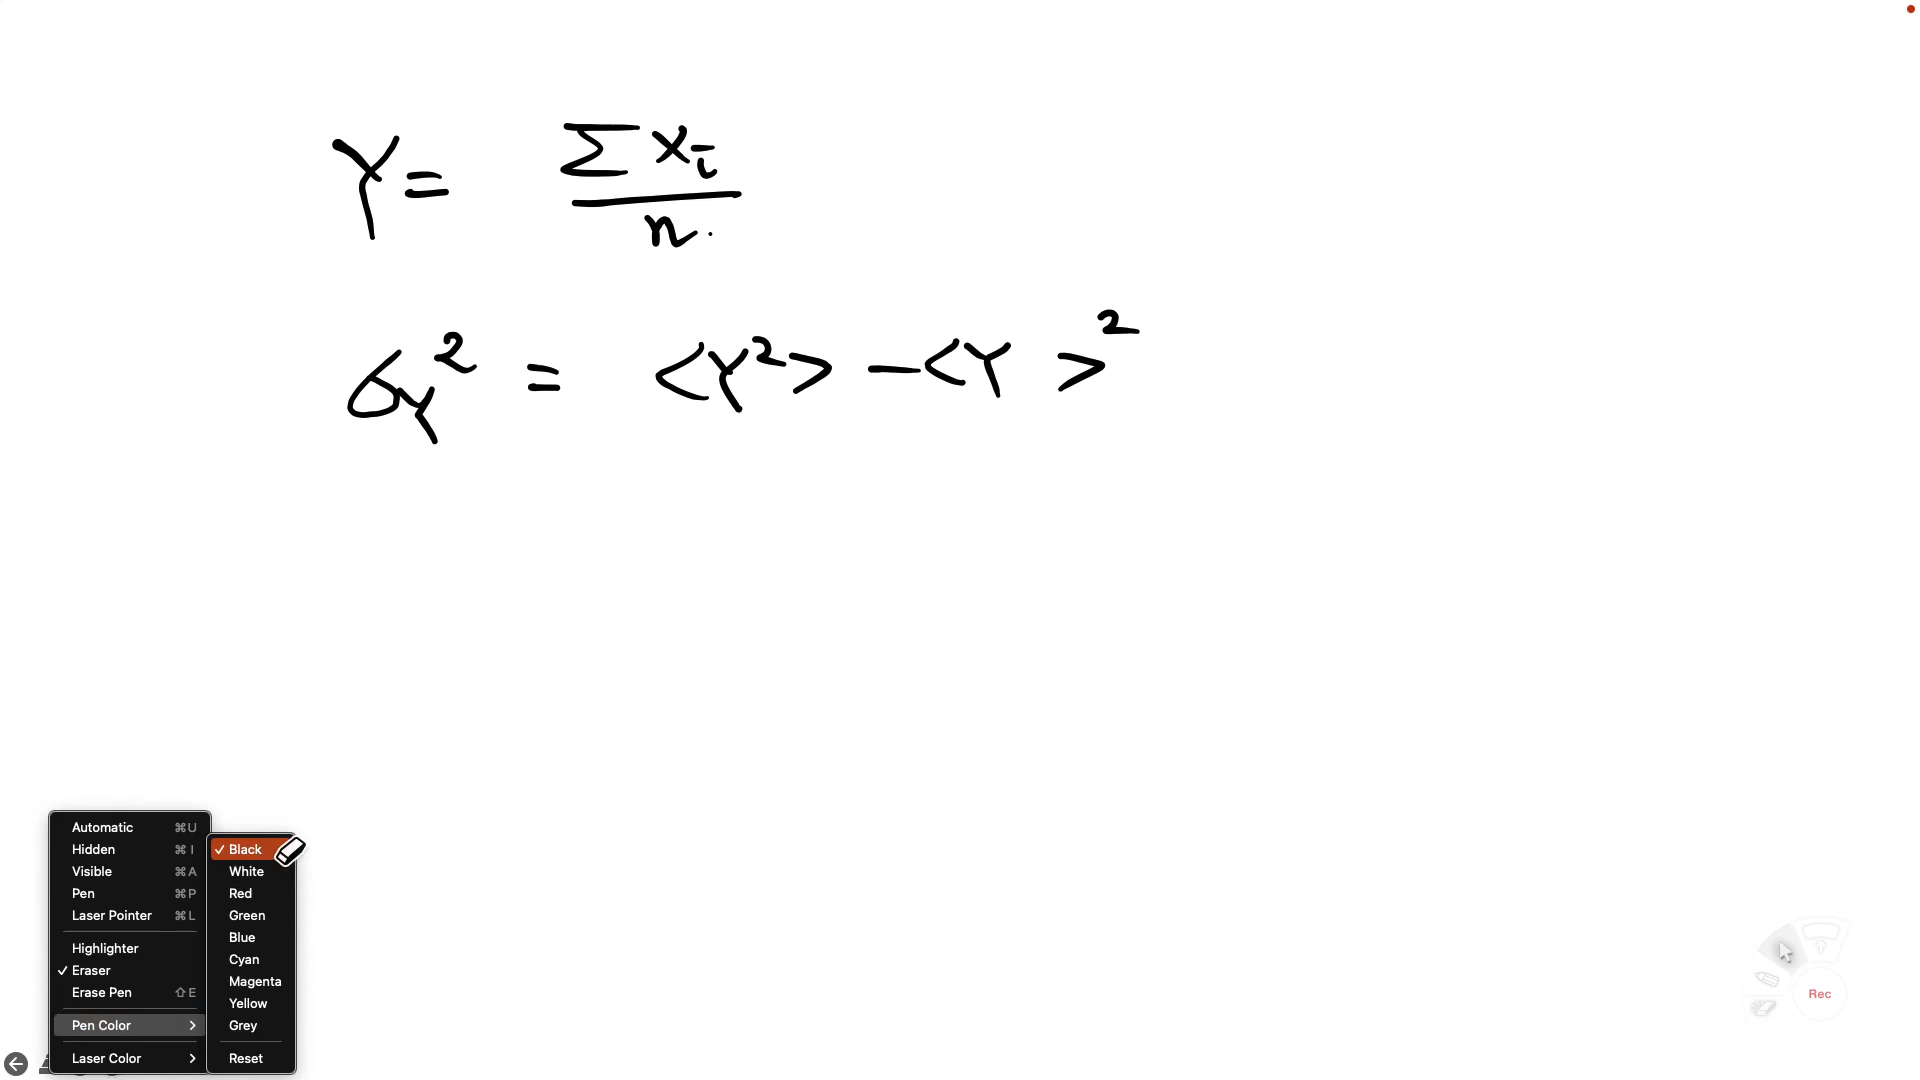 Y = Σ xi / n.
σY² = <Y²> - <Y>²
Automatic ⌘U
Hidden ⌘I
Visible ⌘A
Pen ⌘P
Laser Pointer ⌘L
Highlighter
✓ Eraser
Erase Pen ⇧E
Pen Color >
Laser Color >
✓ Black
White
Red
Green
Blue
Cyan
Magenta
Yellow
Grey
Reset
Rec